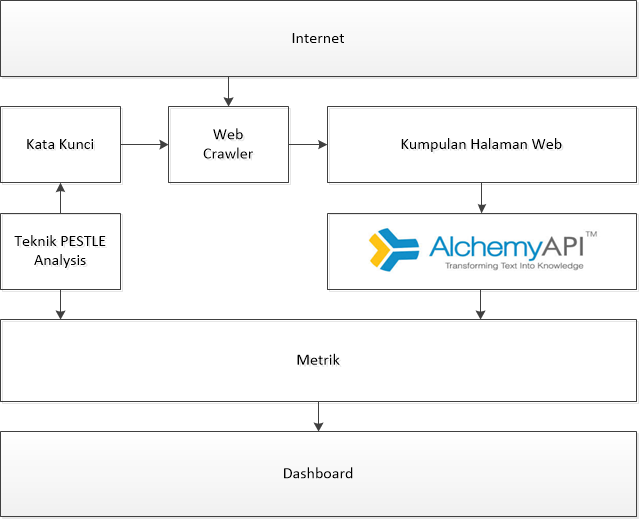 Internet
Kata Kunci
Web
Crawler
Kumpulan Halaman Web
Teknik PESTLE
Analysis
AlchemyAPI™
Transforming Text Into Knowledge
Metrik
Dashboard